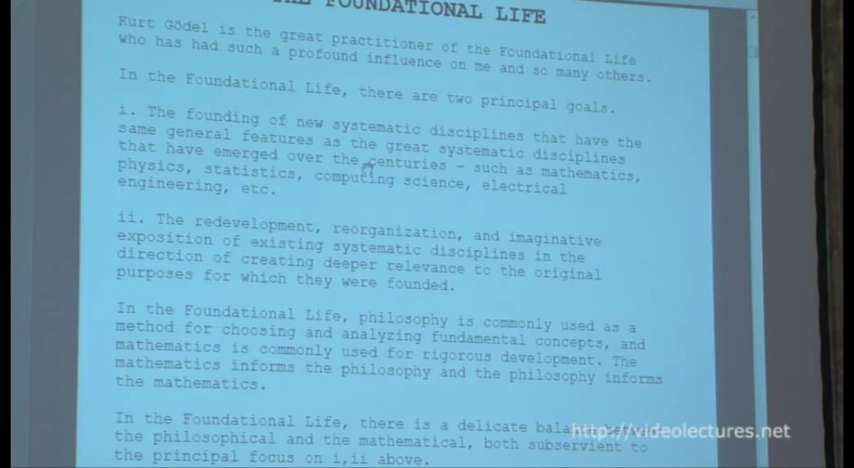 THE FOUNDATIONAL LIFE
Kurt Gödel is the great practitioner of the Foundational Life
who has had such a profound influence on me and so many others.
In the Foundational Life, there are two principal goals.
i. The founding of new systematic disciplines that have the
same general features as the great systematic disciplines
that have emerged over the centuries - such as mathematics,
physics, statistics, computing science, electrical
engineering, etc.
ii. The redevelopment, reorganization, and imaginative
exposition of existing systematic disciplines in the
direction of creating deeper relevance to the original
purposes for which they were founded.
In the Foundational Life, philosophy is commonly used as a
method for choosing and analyzing fundamental concepts, and
mathematics is commonly used for rigorous development. The
mathematics informs the philosophy and the philosophy informs
the mathematics.
In the Foundational Life, there is a delicate
http://videolectures.net
the philosophical and the mathematical, both subservient to
the principal focus on i,ii above.